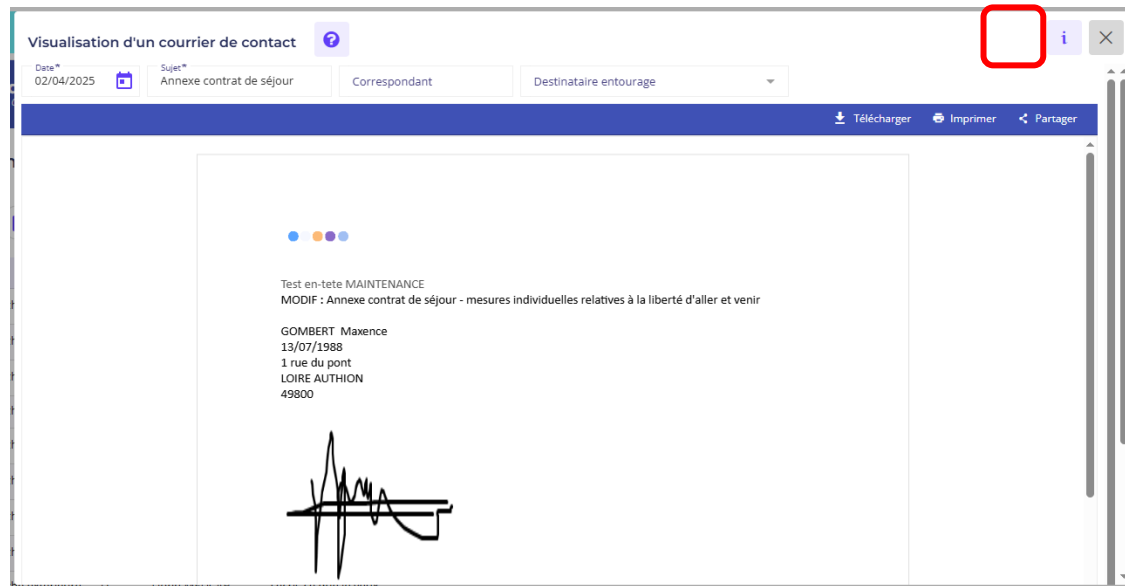 Visualisation d'un courrier de contact ?
i
Date*
02/04/2025
Sujet*
Annexe contrat de séjour
Correspondant
Destinataire entourage
Télécharger
Imprimer
Partager
Test en-tete MAINTENANCE
MODIF : Annexe contrat de séjour - mesures individuelles relatives à la liberté d'aller et venir
GOMBERT Maxence
13/07/1988
1 rue du pont
LOIRE AUTHION
49800